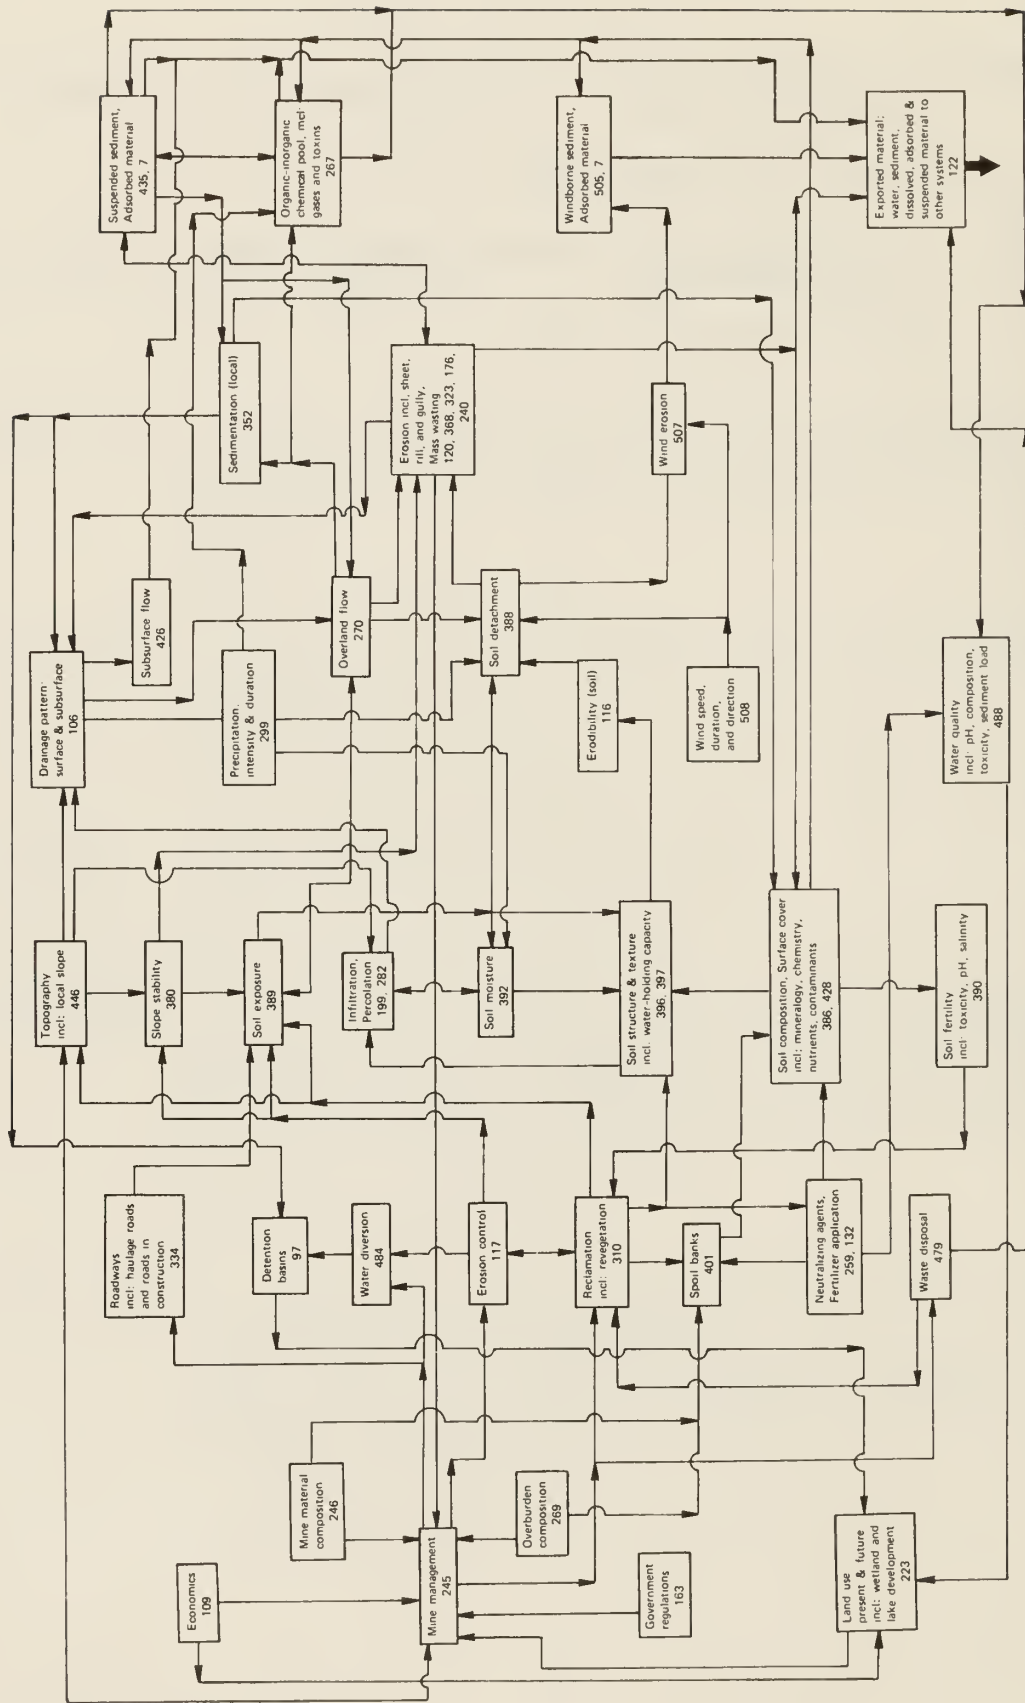 Land use
present & future
incl: wetland and
lake development
223
Government
regulations
163
Mine management
245
Economics
109
Overburden
composition
269
Mine material
composition
246
Waste disposal
479
Neutralizing agents,
Fertilizer application
259, 132
Spoil banks
401
Reclamation
incl: revegetation
310
Erosion control
117
Water diversion
484
Detention
basins
97
Roadways
incl: haulage roads
and roads in
construction
334
Soil fertility
incl: toxicity, pH, salinity
390
Soil composition, Surface cover
incl: mineralogy, chemistry,
nutrients, contaminants
386, 428
Soil structure & texture
incl. water-holding capacity
396, 397
Soil moisture
392
Infiltration,
Percolation
199, 282
Soil exposure
389
Slope stability
380
Topography
incl: local slope
446
Water quality
incl: pH, composition,
toxicity, sediment load
488
Wind speed,
duration,
and direction
508
Erodibility (soil)
116
Soil detachment
388
Overland flow
270
Precipitation,
intensity & duration
299
Subsurface flow
426
Drainage pattern:
surface & subsurface
106
Wind erosion
507
Erosion incl. sheet,
rill, and gully,
Mass wasting
120, 368, 323, 176,
240
Sedimentation (local)
352
Exported material;
water, sediment,
dissolved, adsorbed &
suspended material to
other systems
122
Windborne sediment,
Adsorbed material
505, 7
Organic-inorganic
chemical pool, incl:
gases and toxins
267
Suspended sediment,
Adsorbed material
435, 7